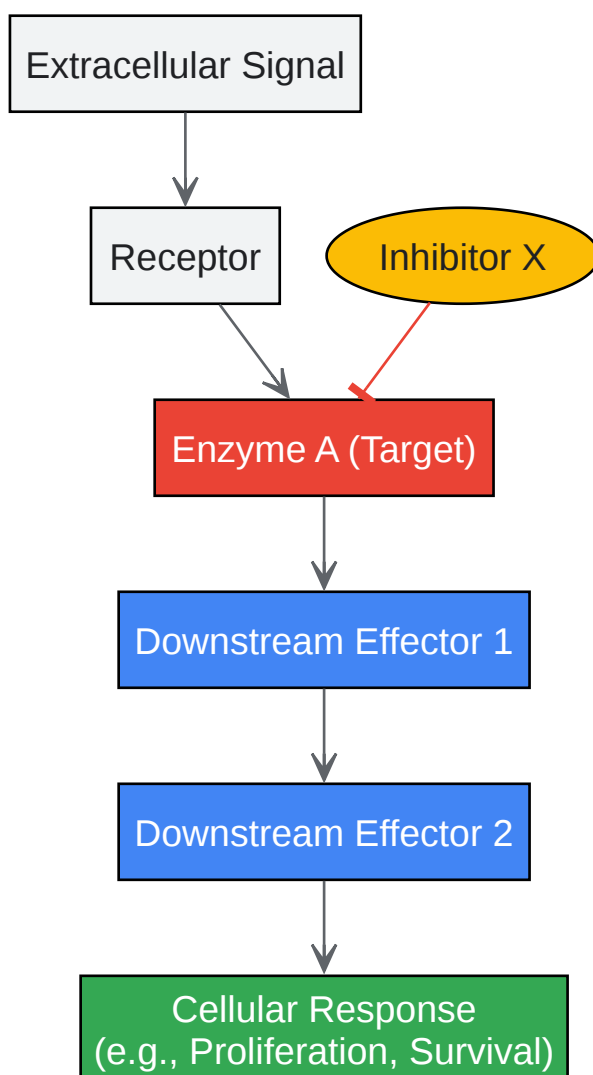 Extracellular Signal
Receptor
Inhibitor X
Enzyme A (Target)
Downstream Effector 1
Downstream Effector 2
Cellular Response
(e.g., Proliferation, Survival)